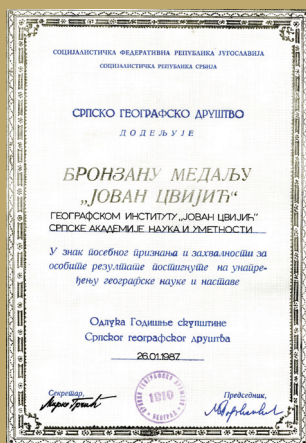 СОЦИЈАЛИСТИЧКА ФЕДЕРАТИВНА РЕПУБЛИКА ЈУГОСЛАВИЈА
СОЦИЈАЛИСТИЧКА РЕПУБЛИКА СРБИЈА
СРПСКО ГЕОГРАФСКО ДРУШТВО
ДОДЕЉУЈЕ
БРОНЗАНУ МЕДАЉУ
„ЈОВАН ЦВИЈИЋ“
ГЕОГРАФСКОМ ИНСТИТУТУ „ЈОВАН ЦВИЈИЋ“
СРПСКЕ АКАДЕМИЈЕ НАУКА И УМЕТНОСТИ
У знак посебног признања и захвалности за
особите резултате постигнуте на унапре-
ђењу географске науке и наставе
Одлука Годишње скупштине
Српског географског друштва
26.01.1987
Секретар,
Председник,
1910